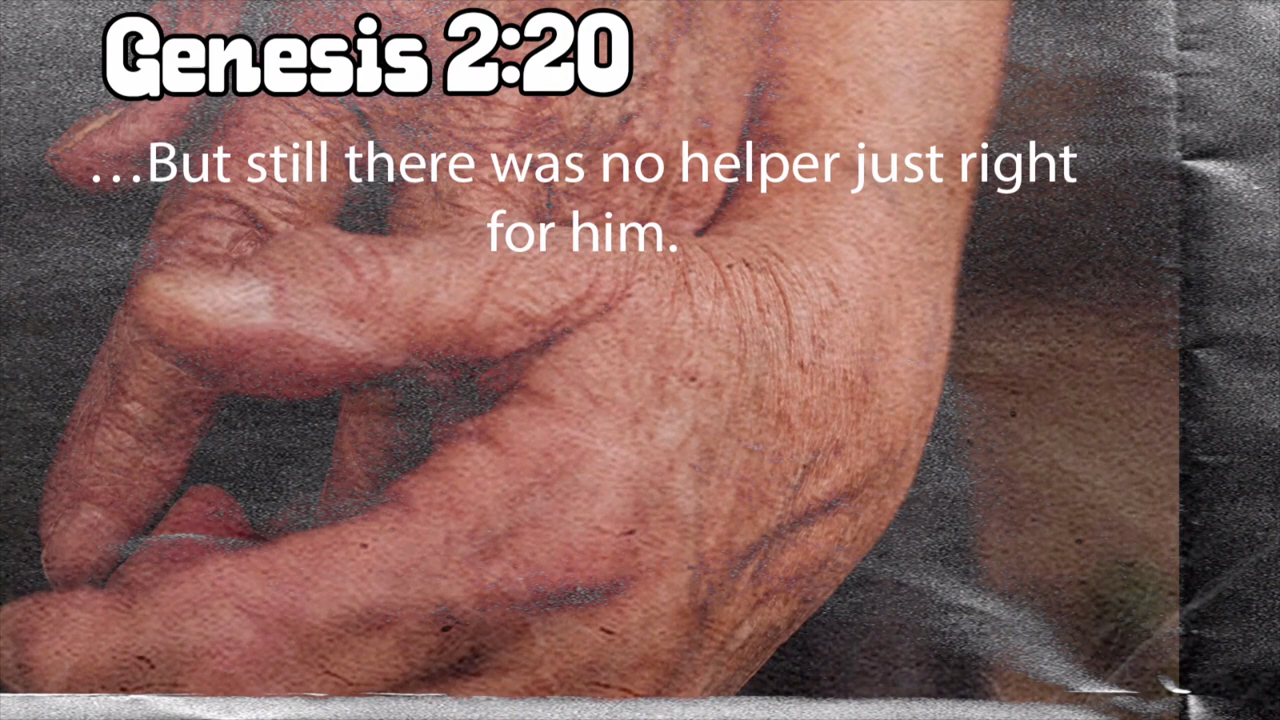 Genesis 2:20
…But still there was no helper just right
for him.